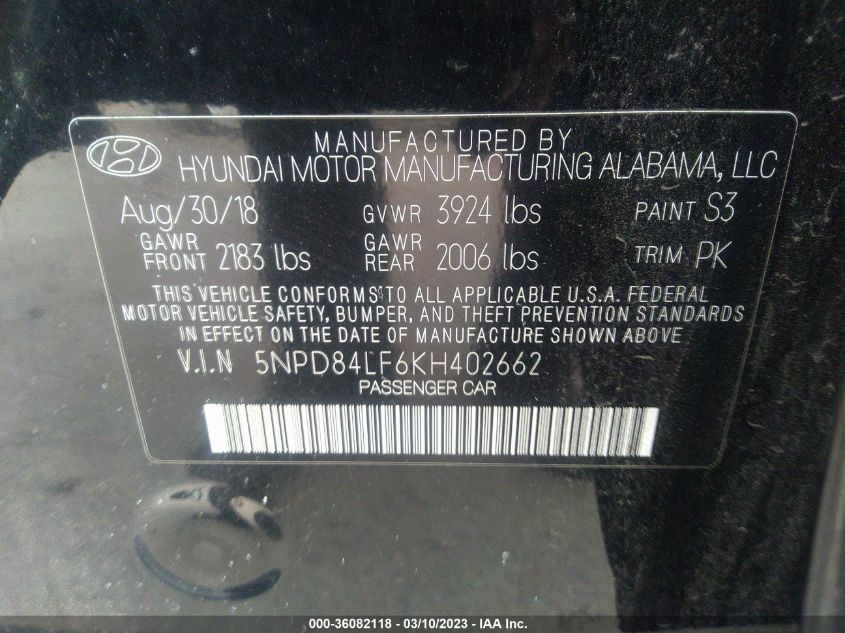 MANUFACTURED BY
HYUNDAI MOTOR MANUFACTURING ALABAMA, LLC
Aug/30/18 GVWR 3924 lbs PAINT S3
GAWR FRONT 2183 lbs GAWR REAR 2006 lbs TRIM PK
THIS VEHICLE CONFORMS TO ALL APPLICABLE U.S.A. FEDERAL
MOTOR VEHICLE SAFETY, BUMPER, AND THEFT PREVENTION STANDARDS
IN EFFECT ON THE DATE OF MANUFACTURE SHOWN ABOVE
V.I.N 5NPD84LF6KH402662
PASSENGER CAR
000-36082118 - 03/10/2023 - IAA Inc.